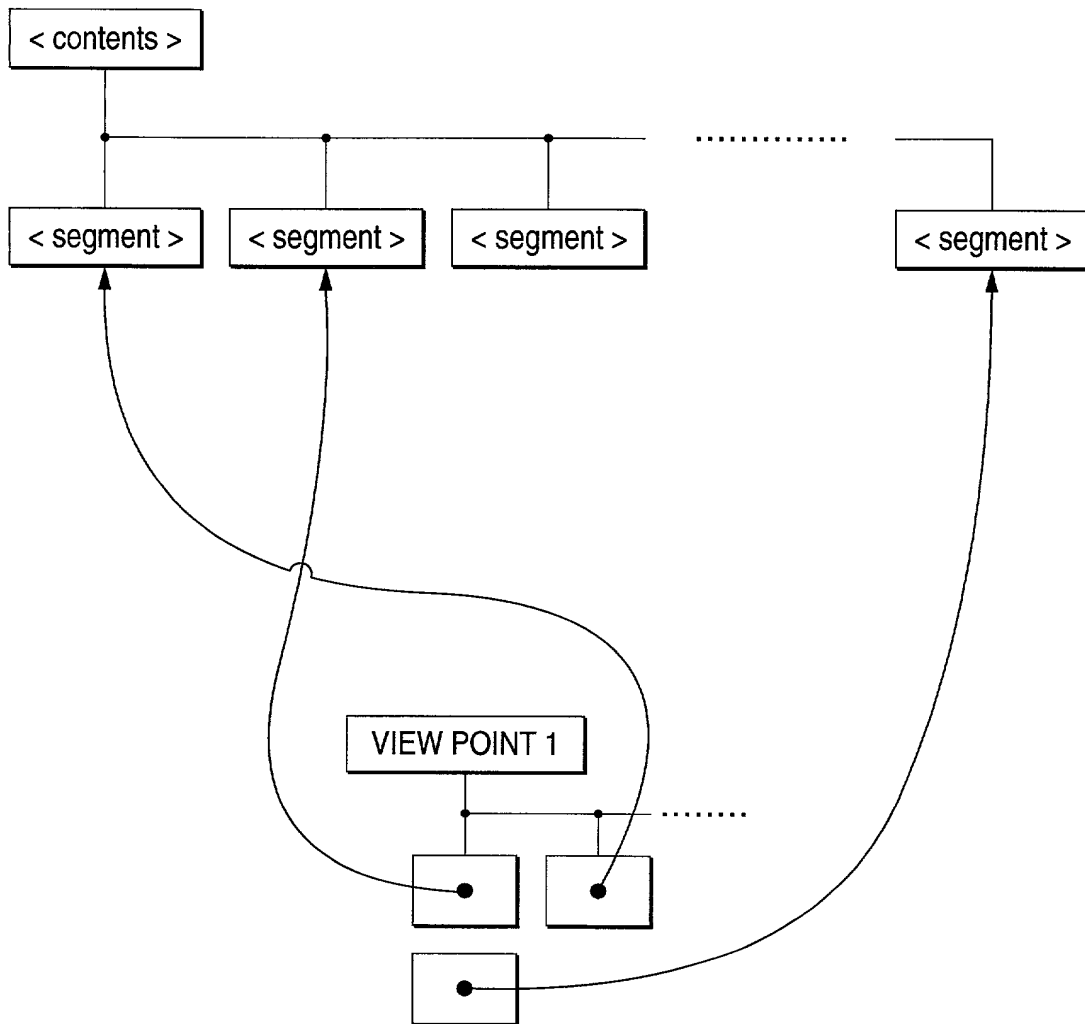 < contents >
< segment > < segment > < segment > < segment >
VIEW POINT 1